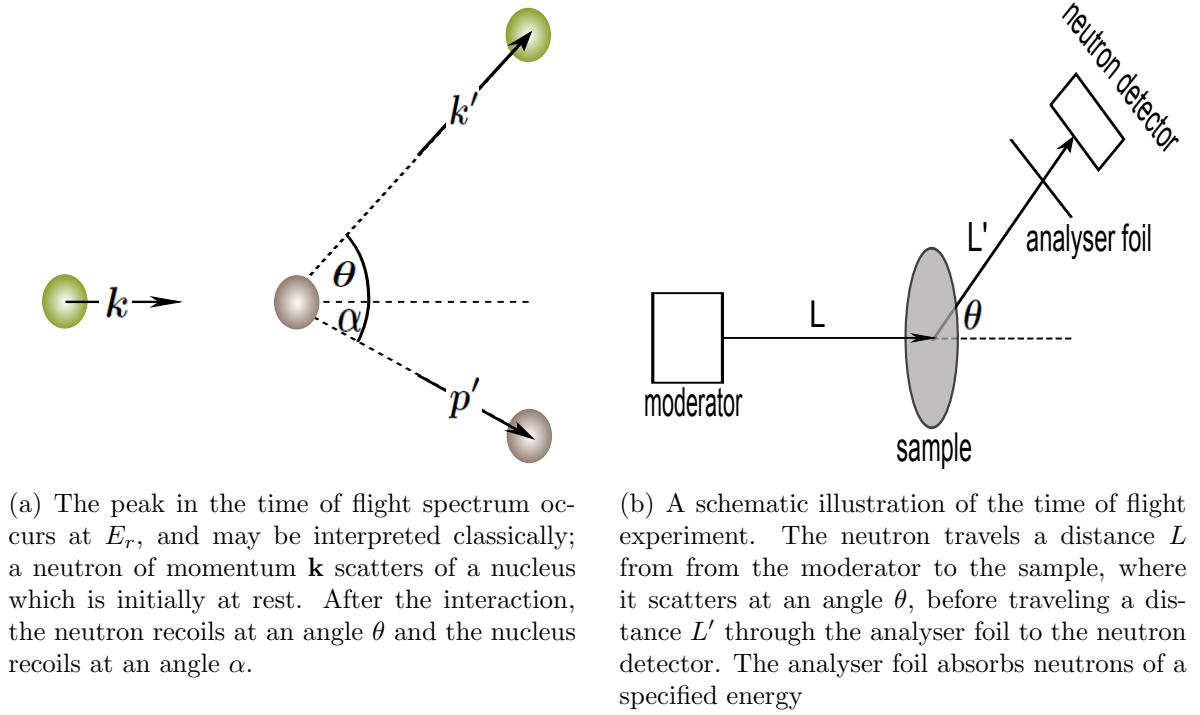 k
k′
θ
α
p′
(a) The peak in the time of flight spectrum oc-
curs at E_r, and may be interpreted classically;
a neutron of momentum k scatters of a nucleus
which is initially at rest. After the interaction,
the neutron recoils at an angle θ and the nucleus
recoils at an angle α.
neutron detector
L'
analyser foil
L
θ
moderator
sample
(b) A schematic illustration of the time of flight
experiment. The neutron travels a distance L
from from the moderator to the sample, where
it scatters at an angle θ, before traveling a dis-
tance L′ through the analyser foil to the neutron
detector. The analyser foil absorbs neutrons of a
specified energy